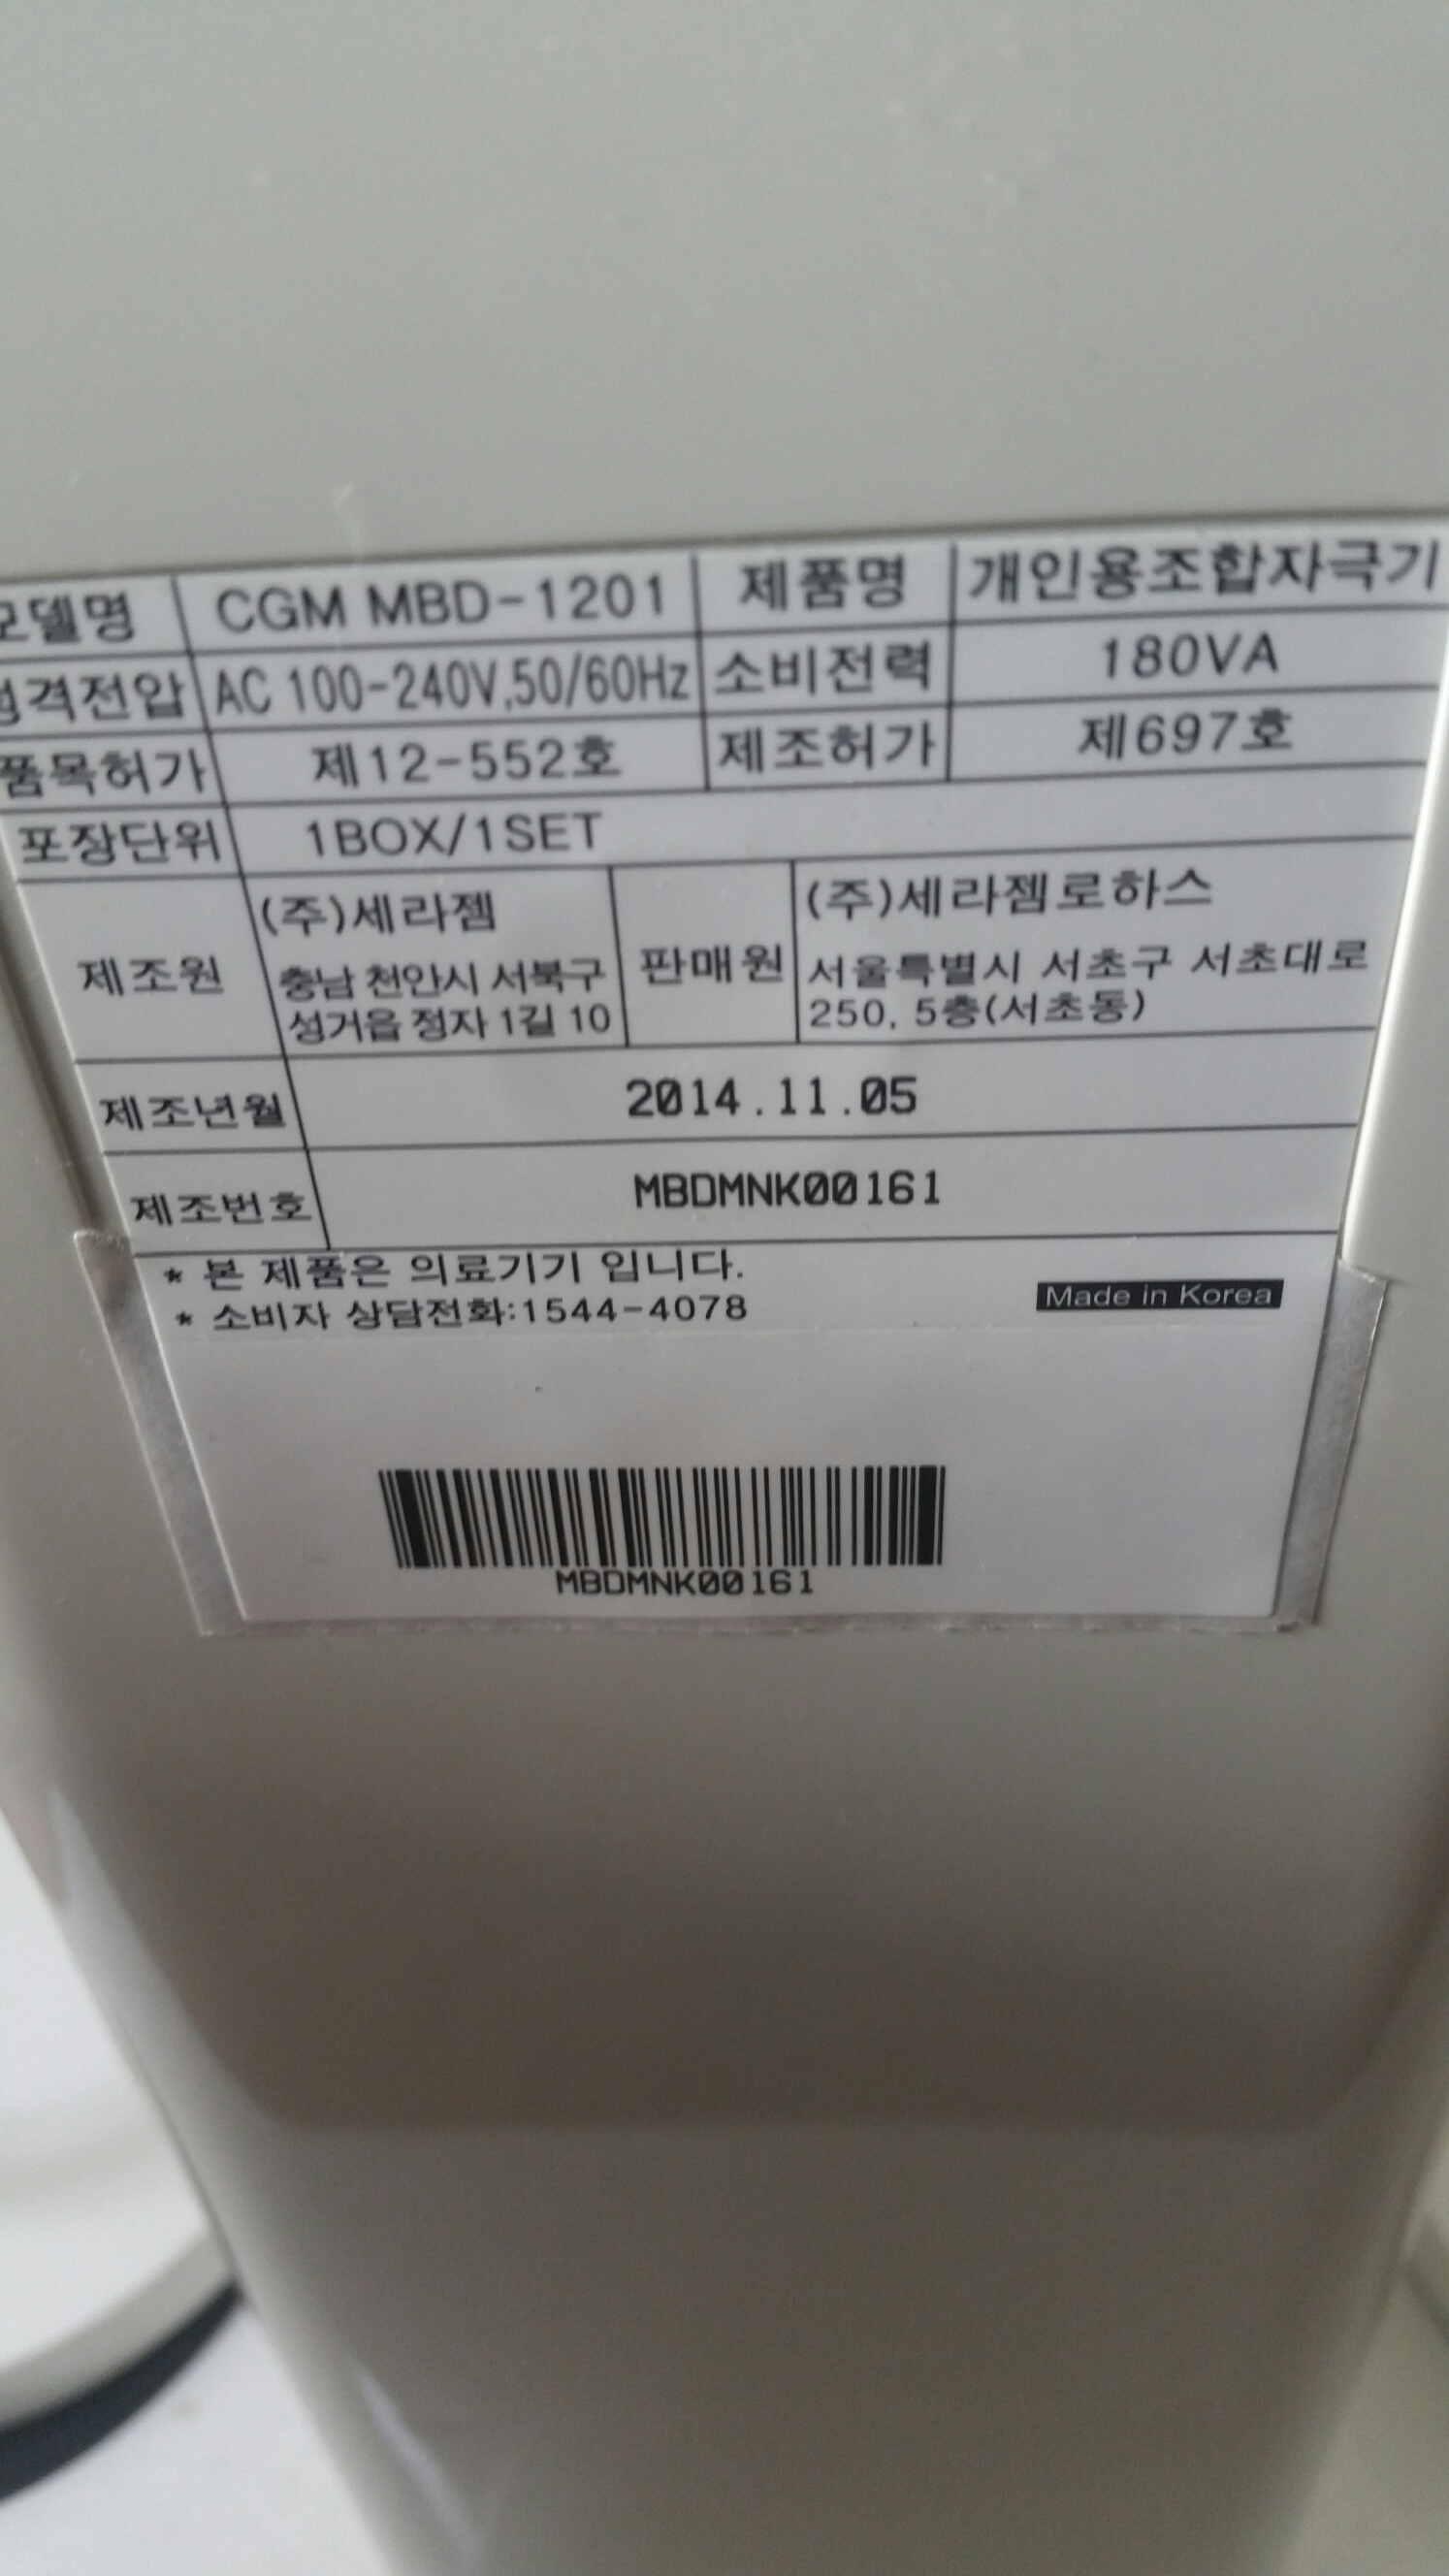 모델명 CGM MBD-1201 제품명 개인용조합자극기
정격전압 AC 100-240V,50/60Hz 소비전력 180VA
품목허가 제12-552호 제조허가 제697호
포장단위 1BOX/1SET
제조원 (주)세라젬
충남 천안시 서북구
성거읍 정자 1길 10
판매원 (주)세라젬로하스
서울특별시 서초구 서초대로
250, 5층(서초동)
제조년월 2014.11.05
제조번호 MBDMNK00161
* 본 제품은 의료기기 입니다.
* 소비자 상담전화:1544-4078
Made in Korea
MBDMNK00161